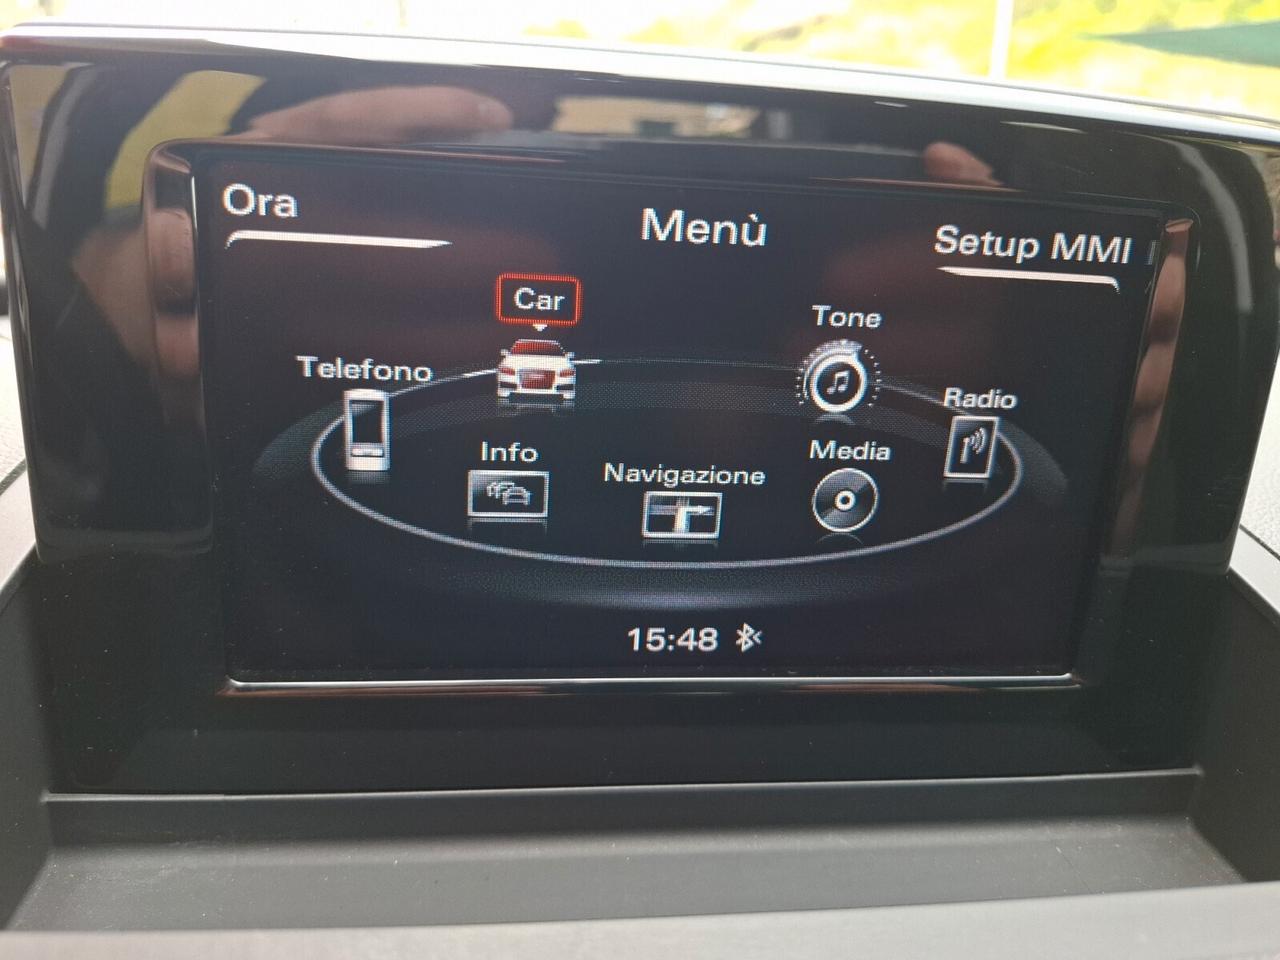 Ora
Menù
Setup MMI
Car
Tone
Telefono
Radio
Info
Navigazione
Media
15:48